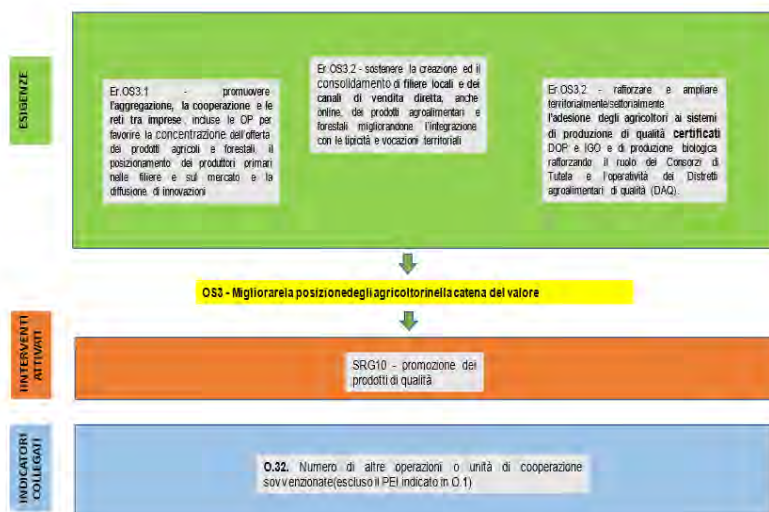 ESIGENZE
Er.OS3.1 - promuovere
l'aggregazione, la cooperazione e le
reti tra imprese, incluse le OP per
favorire la concentrazione dell'offerta
dei prodotti agricoli e forestali, il
posizionamento dei produttori primari
nelle filiere e sul mercato e la
diffusione di innovazioni
Er.OS3.2 - sostenere la creazione ed il
consolidamento di filiere locali e dei
canali di vendita diretta, anche
online, dei prodotti agroalimentari e
forestali migliorandone l'integrazione
con le tipicità e vocazioni territoriali
Er.OS3.2 - rafforzare e ampliare
territorialmente/settorialmente
l'adesione degli agricoltori ai sistemi
di produzione di qualità certificati
DOP e IGO e di produzione biologica
rafforzando il ruolo dei Consorzi di
Tutela e l'operatività dei Distretti
agroalimentari di qualità (DAQ).
OS3 - Migliorarela posizionedegli agricoltorinella catena del valore
IINTERVENTI
ATTIVATI
SRG10 - promozione dei
prodotti di qualità
INDICATORI
COLLEGATI
O.32. Numero di altre operazioni o unità di cooperazione
sovvenzionate(escluso il PEI indicato in O.1)